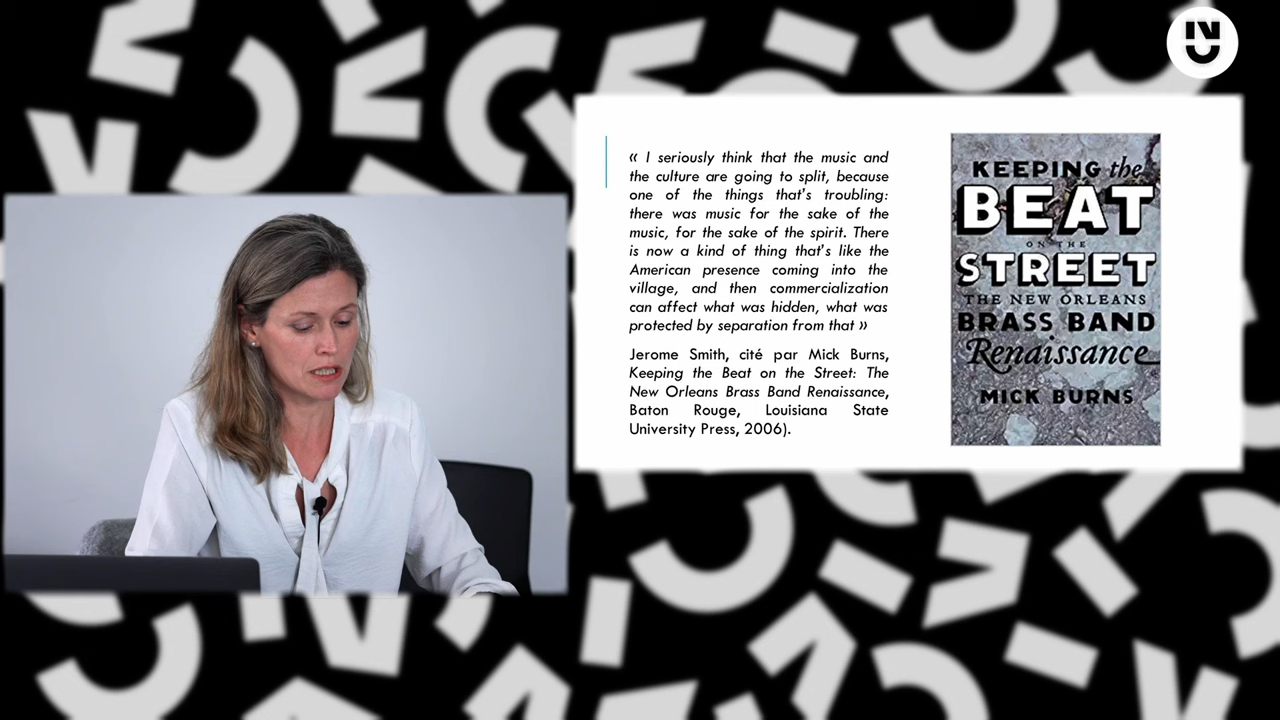 IN
U
« I seriously think that the music and
the culture are going to split, because
one of the things that's troubling:
there was music for the sake of the
music, for the sake of the spirit. There
is now a kind of thing that's like the
American presence coming into the
village, and then commercialization
can affect what was hidden, what was
protected by separation from that »
Jerome Smith, cité par Mick Burns,
Keeping the Beat on the Street: The
New Orleans Brass Band Renaissance,
Baton Rouge, Louisiana State
University Press, 2006).
KEEPING the
BEAT
ON THE
STREET
THE NEW ORLEANS
BRASS BAND
Renaissance
MICK BURNS